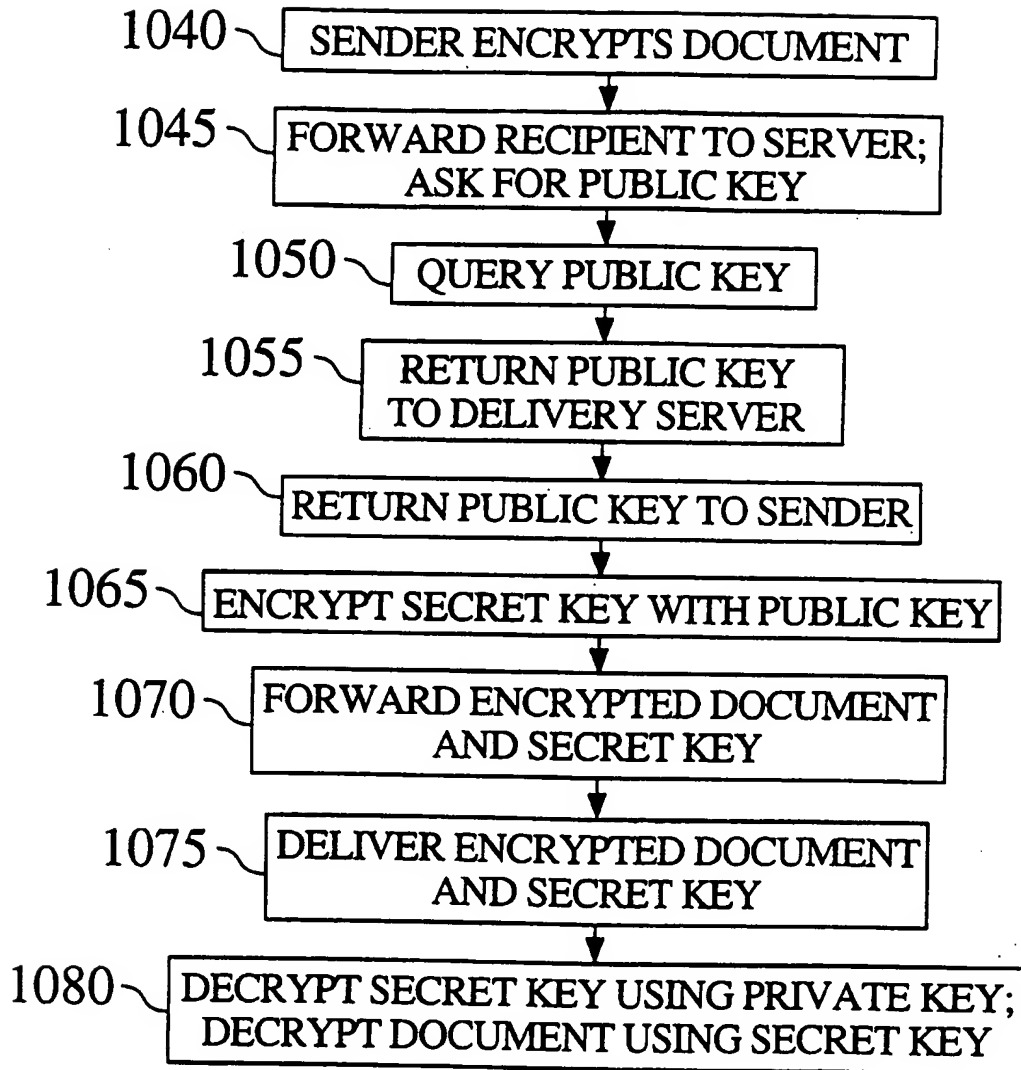 1040
SENDER ENCRYPTS DOCUMENT
1045
FORWARD RECIPIENT TO SERVER;
ASK FOR PUBLIC KEY
1050
QUERY PUBLIC KEY
1055
RETURN PUBLIC KEY
TO DELIVERY SERVER
1060
RETURN PUBLIC KEY TO SENDER
1065
ENCRYPT SECRET KEY WITH PUBLIC KEY
1070
FORWARD ENCRYPTED DOCUMENT
AND SECRET KEY
1075
DELIVER ENCRYPTED DOCUMENT
AND SECRET KEY
1080
DECRYPT SECRET KEY USING PRIVATE KEY;
DECRYPT DOCUMENT USING SECRET KEY